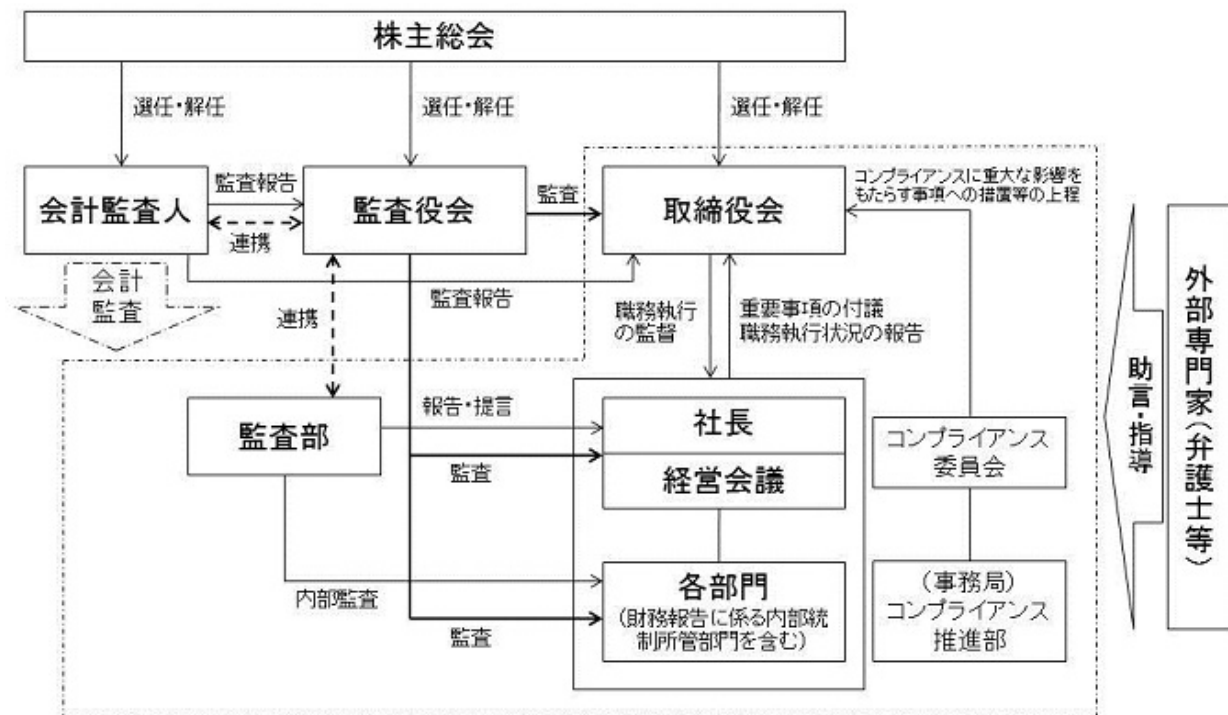 株主総会
選任・解任
選任・解任
選任・解任
会計監査人
監査報告
連携
監査役会
監査
取締役会
コンプライアンスに重大な影響を
もたらす事項への措置等の上程
会計
監査
監査報告
連携
職務執行
の監督
重要事項の付議
職務執行状況の報告
監査部
報告・提言
監査
社長
経営会議
コンプライアンス
委員会
内部監査
監査
各部門
(財務報告に係る内部統
制所管部門を含む)
(事務局)
コンプライアンス
推進部
助言・指導
外部専門家(弁護士等)